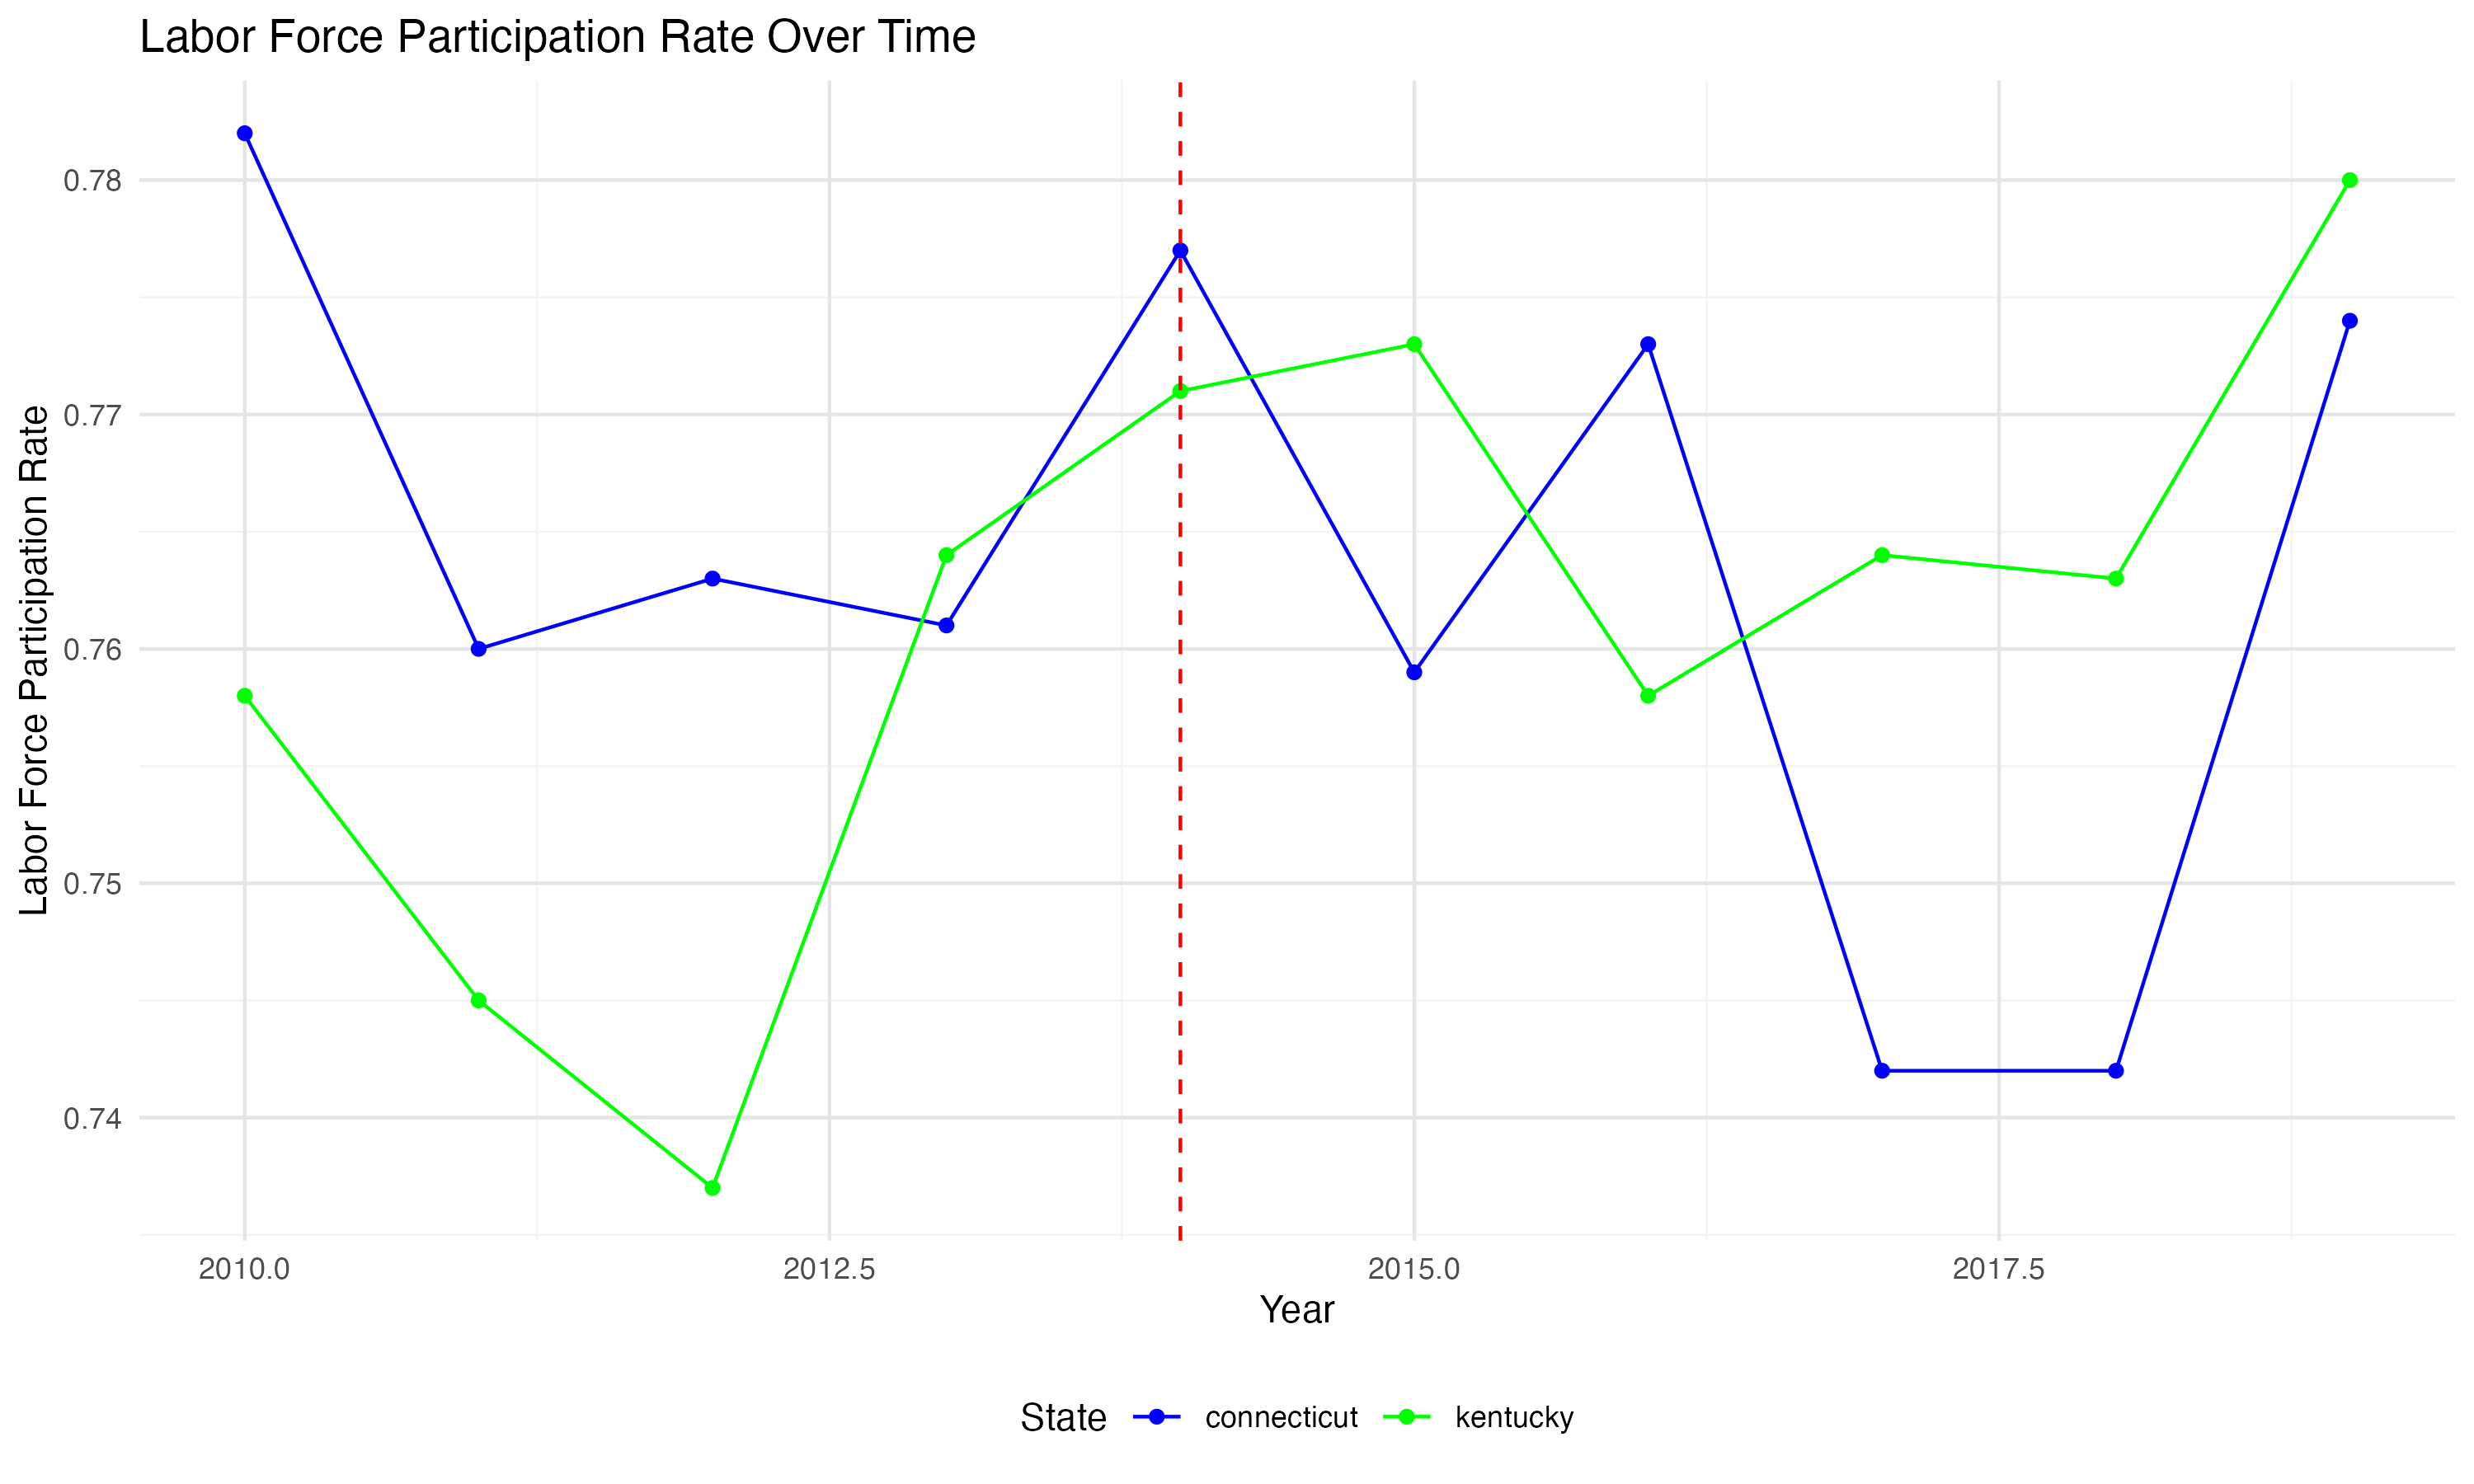 Labor Force Participation Rate Over Time
Labor Force Participation Rate
0.78
0.77
0.76
0.75
0.74
2010.0 2012.5 2015.0 2017.5
Year
State connecticut kentucky